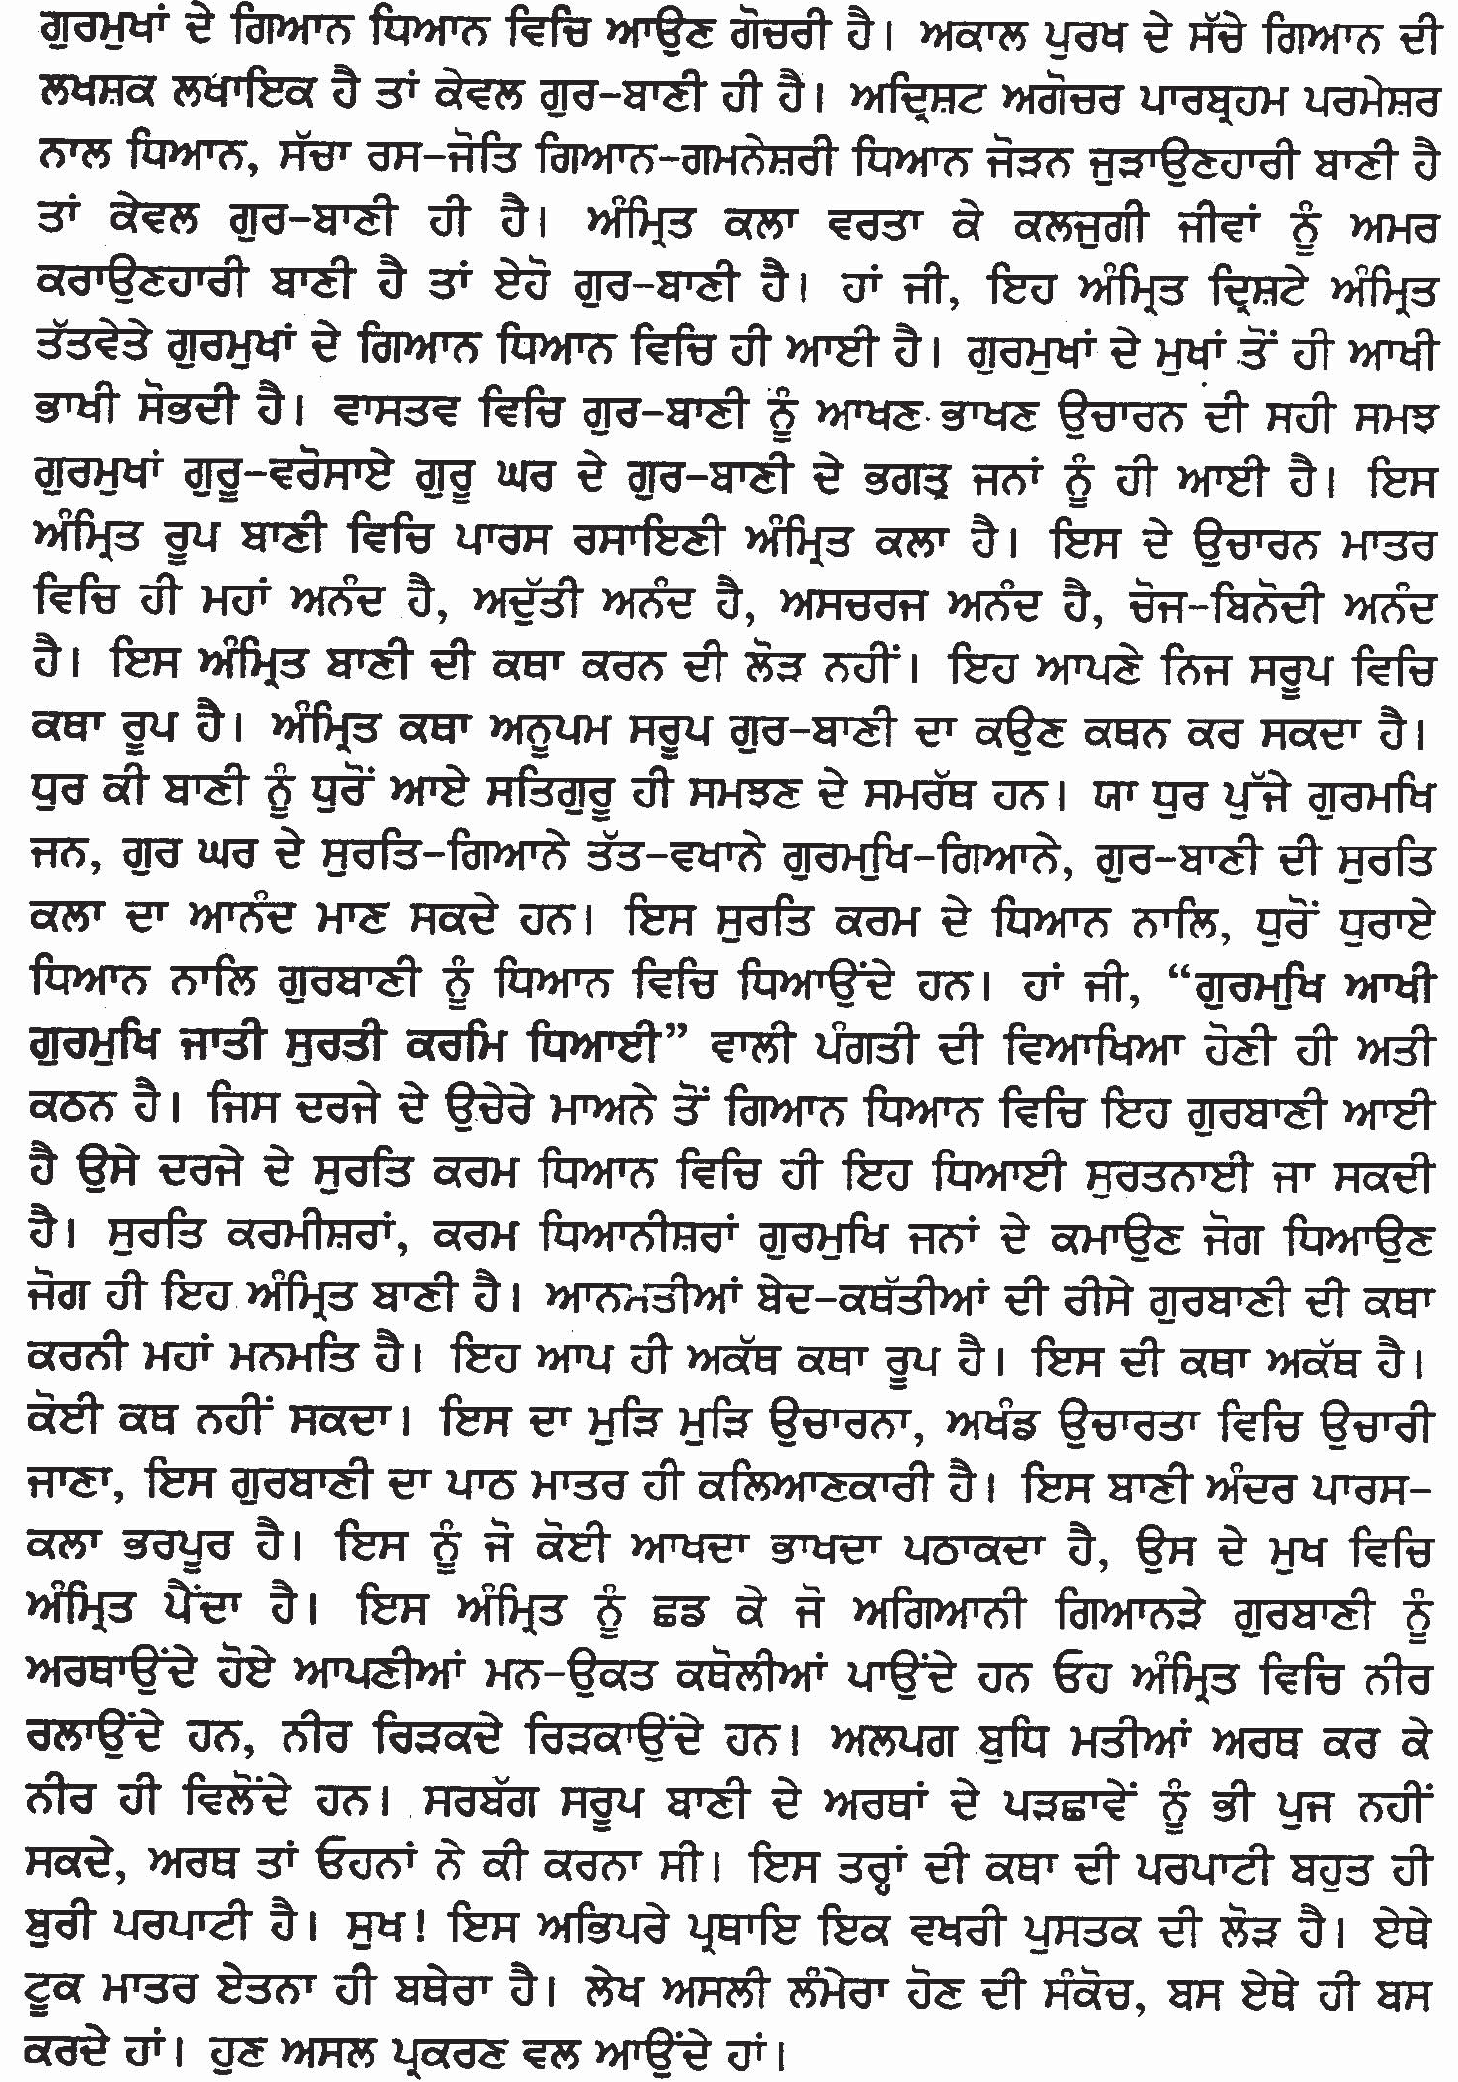 ਗੁਰਮੁਖਾਂ ਦੇ ਗਿਆਨ ਧਿਆਨ ਵਿਚਿ ਆਉਣ ਗੋਚਰੀ ਹੈ। ਅਕਾਲ ਪੁਰਖ ਦੇ ਸੱਚੇ ਗਿਆਨ ਦੀ
ਲਖਸ਼ਕ ਲਖਾਇਕ ਹੈ ਤਾਂ ਕੇਵਲ ਗੁਰ-ਬਾਣੀ ਹੀ ਹੈ। ਅਦ੍ਰਿਸ਼ਟ ਅਗੋਚਰ ਪਾਰਬ੍ਰਹਮ ਪਰਮੇਸ਼ਰ
ਨਾਲ ਧਿਆਨ, ਸੱਚਾ ਰਸ-ਜੋਤਿ ਗਿਆਨ-ਗਮਨੇਸ਼ਰੀ ਧਿਆਨ ਜੋੜਨ ਜੁੜਾਉਣਹਾਰੀ ਬਾਣੀ ਹੈ
ਤਾਂ ਕੇਵਲ ਗੁਰ-ਬਾਣੀ ਹੀ ਹੈ। ਅੰਮ੍ਰਿਤ ਕਲਾ ਵਰਤਾ ਕੇ ਕਲਜੁਗੀ ਜੀਵਾਂ ਨੂੰ ਅਮਰ
ਕਰਾਉਣਹਾਰੀ ਬਾਣੀ ਹੈ ਤਾਂ ਏਹੋ ਗੁਰ-ਬਾਣੀ ਹੈ। ਹਾਂ ਜੀ, ਇਹ ਅੰਮ੍ਰਿਤ ਦ੍ਰਿਸ਼ਟੇ ਅੰਮ੍ਰਿਤ
ਤੱਤਵੇਤੇ ਗੁਰਮੁਖਾਂ ਦੇ ਗਿਆਨ ਧਿਆਨ ਵਿਚਿ ਹੀ ਆਈ ਹੈ। ਗੁਰਮੁਖਾਂ ਦੇ ਮੁਖਾਂ ਤੋਂ ਹੀ ਆਖੀ
ਭਾਖੀ ਸੋਭਦੀ ਹੈ। ਵਾਸਤਵ ਵਿਚਿ ਗੁਰ-ਬਾਣੀ ਨੂੰ ਆਖਣ ਭਾਖਣ ਉਚਾਰਨ ਦੀ ਸਹੀ ਸਮਝ
ਗੁਰਮੁਖਾਂ ਗੁਰੂ-ਵਰੋਸਾਏ ਗੁਰੂ ਘਰ ਦੇ ਗੁਰ-ਬਾਣੀ ਦੇ ਭਗਤੁ ਜਨਾਂ ਨੂੰ ਹੀ ਆਈ ਹੈ। ਇਸ
ਅੰਮ੍ਰਿਤ ਰੂਪ ਬਾਣੀ ਵਿਚਿ ਪਾਰਸ ਰਸਾਇਣੀ ਅੰਮ੍ਰਿਤ ਕਲਾ ਹੈ। ਇਸ ਦੇ ਉਚਾਰਨ ਮਾਤਰ
ਵਿਚਿ ਹੀ ਮਹਾਂ ਅਨੰਦ ਹੈ, ਅਦੁੱਤੀ ਅਨੰਦ ਹੈ, ਅਸਚਰਜ ਅਨੰਦ ਹੈ, ਚੋਜ-ਬਿਨੋਦੀ ਅਨੰਦ
ਹੈ। ਇਸ ਅੰਮ੍ਰਿਤ ਬਾਣੀ ਦੀ ਕਥਾ ਕਰਨ ਦੀ ਲੋੜ ਨਹੀਂ। ਇਹ ਆਪਣੇ ਨਿਜ ਸਰੂਪ ਵਿਚਿ
ਕਥਾ ਰੂਪ ਹੈ। ਅੰਮ੍ਰਿਤ ਕਥਾ ਅਨੂਪਮ ਸਰੂਪ ਗੁਰ-ਬਾਣੀ ਦਾ ਕਉਣ ਕਥਨ ਕਰ ਸਕਦਾ ਹੈ।
ਧੁਰ ਕੀ ਬਾਣੀ ਨੂੰ ਧੁਰੋਂ ਆਏ ਸਤਿਗੁਰੂ ਹੀ ਸਮਝਣ ਦੇ ਸਮਰੱਥ ਹਨ। ਯਾ ਧੁਰ ਪੁੱਜੇ ਗੁਰਮਖਿ
ਜਨ, ਗੁਰ ਘਰ ਦੇ ਸੁਰਤਿ-ਗਿਆਨੇ ਤੱਤ-ਵਖਾਨੇ ਗੁਰਮੁਖਿ-ਗਿਆਨੇ, ਗੁਰ-ਬਾਣੀ ਦੀ ਸੁਰਤਿ
ਕਲਾ ਦਾ ਆਨੰਦ ਮਾਣ ਸਕਦੇ ਹਨ। ਇਸ ਸੁਰਤਿ ਕਰਮ ਦੇ ਧਿਆਨ ਨਾਲਿ, ਧੁਰੋਂ ਧੁਰਾਏ
ਧਿਆਨ ਨਾਲਿ ਗੁਰਬਾਣੀ ਨੂੰ ਧਿਆਨ ਵਿਚਿ ਧਿਆਉਂਦੇ ਹਨ। ਹਾਂ ਜੀ, “ਗੁਰਮੁਖਿ ਆਖੀ
ਗੁਰਮੁਖਿ ਜਾਤੀ ਸੁਰਤੀ ਕਰਮਿ ਧਿਆਈ” ਵਾਲੀ ਪੰਗਤੀ ਦੀ ਵਿਆਖਿਆ ਹੋਣੀ ਹੀ ਅਤੀ
ਕਠਨ ਹੈ। ਜਿਸ ਦਰਜੇ ਦੇ ਉਚੇਰੇ ਮਾਅਨੇ ਤੋਂ ਗਿਆਨ ਧਿਆਨ ਵਿਚਿ ਇਹ ਗੁਰਬਾਣੀ ਆਈ
ਹੈ ਉਸੇ ਦਰਜੇ ਦੇ ਸੁਰਤਿ ਕਰਮ ਧਿਆਨ ਵਿਚਿ ਹੀ ਇਹ ਧਿਆਈ ਸੁਰਤਨਾਈ ਜਾ ਸਕਦੀ
ਹੈ। ਸੁਰਤਿ ਕਰਮੀਸ਼ਰਾਂ, ਕਰਮ ਧਿਆਨੀਸ਼ਰਾਂ ਗੁਰਮੁਖਿ ਜਨਾਂ ਦੇ ਕਮਾਉਣ ਜੋਗ ਧਿਆਉਣ
ਜੋਗ ਹੀ ਇਹ ਅੰਮ੍ਰਿਤ ਬਾਣੀ ਹੈ। ਆਨਮਤੀਆਂ ਬੇਦ-ਕਥੱਤੀਆਂ ਦੀ ਰੀਸੇ ਗੁਰਬਾਣੀ ਦੀ ਕਥਾ
ਕਰਨੀ ਮਹਾਂ ਮਨਮਤਿ ਹੈ। ਇਹ ਆਪ ਹੀ ਅਕੱਥ ਕਥਾ ਰੂਪ ਹੈ। ਇਸ ਦੀ ਕਥਾ ਅਕੱਥ ਹੈ।
ਕੋਈ ਕਥ ਨਹੀਂ ਸਕਦਾ। ਇਸ ਦਾ ਮੁੜਿ ਮੁੜਿ ਉਚਾਰਨਾ, ਅਖੰਡ ਉਚਾਰਤਾ ਵਿਚਿ ਉਚਾਰੀ
ਜਾਣਾ, ਇਸ ਗੁਰਬਾਣੀ ਦਾ ਪਾਠ ਮਾਤਰ ਹੀ ਕਲਿਆਣਕਾਰੀ ਹੈ। ਇਸ ਬਾਣੀ ਅੰਦਰ ਪਾਰਸ-
ਕਲਾ ਭਰਪੂਰ ਹੈ। ਇਸ ਨੂੰ ਜੋ ਕੋਈ ਆਖਦਾ ਭਾਖਦਾ ਪਠਾਕਦਾ ਹੈ, ਉਸ ਦੇ ਮੁਖ ਵਿਚਿ
ਅੰਮ੍ਰਿਤ ਪੈਂਦਾ ਹੈ। ਇਸ ਅੰਮ੍ਰਿਤ ਨੂੰ ਛਡ ਕੇ ਜੋ ਅਗਿਆਨੀ ਗਿਆਨੜੇ ਗੁਰਬਾਣੀ ਨੂੰ
ਅਰਥਾਉਂਦੇ ਹੋਏ ਆਪਣੀਆਂ ਮਨ-ਉਕਤ ਕਥੋਲੀਆਂ ਪਾਉਂਦੇ ਹਨ ਓਹ ਅੰਮ੍ਰਿਤ ਵਿਚਿ ਨੀਰ
ਰਲਾਉਂਦੇ ਹਨ, ਨੀਰ ਰਿੜਕਦੇ ਰਿੜਕਾਉਂਦੇ ਹਨ। ਅਲਪਗ ਬੁਧਿ ਮਤੀਆਂ ਅਰਥ ਕਰ ਕੇ
ਨੀਰ ਹੀ ਵਿਲੋਂਦੇ ਹਨ। ਸਰਬੱਗ ਸਰੂਪ ਬਾਣੀ ਦੇ ਅਰਥਾਂ ਦੇ ਪੜਛਾਵੇਂ ਨੂੰ ਭੀ ਪੁਜ ਨਹੀਂ
ਸਕਦੇ, ਅਰਥ ਤਾਂ ਓਹਨਾਂ ਨੇ ਕੀ ਕਰਨਾ ਸੀ। ਇਸ ਤਰ੍ਹਾਂ ਦੀ ਕਥਾ ਦੀ ਪਰਪਾਟੀ ਬਹੁਤ ਹੀ
ਬੁਰੀ ਪਰਪਾਟੀ ਹੈ। ਸੁਖ! ਇਸ ਅਭਿਪਰੇ ਪ੍ਰਥਾਇ ਇਕ ਵਖਰੀ ਪੁਸਤਕ ਦੀ ਲੋੜ ਹੈ। ਏਥੇ
ਟੂਕ ਮਾਤਰ ਏਤਨਾ ਹੀ ਬਥੇਰਾ ਹੈ। ਲੇਖ ਅਸਲੀ ਲੰਮੇਰਾ ਹੋਣ ਦੀ ਸੰਕੋਚ, ਬਸ ਏਥੇ ਹੀ ਬਸ
ਕਰਦੇ ਹਾਂ। ਹੁਣ ਅਸਲ ਪ੍ਰਕਰਣ ਵਲ ਆਉਂਦੇ ਹਾਂ।